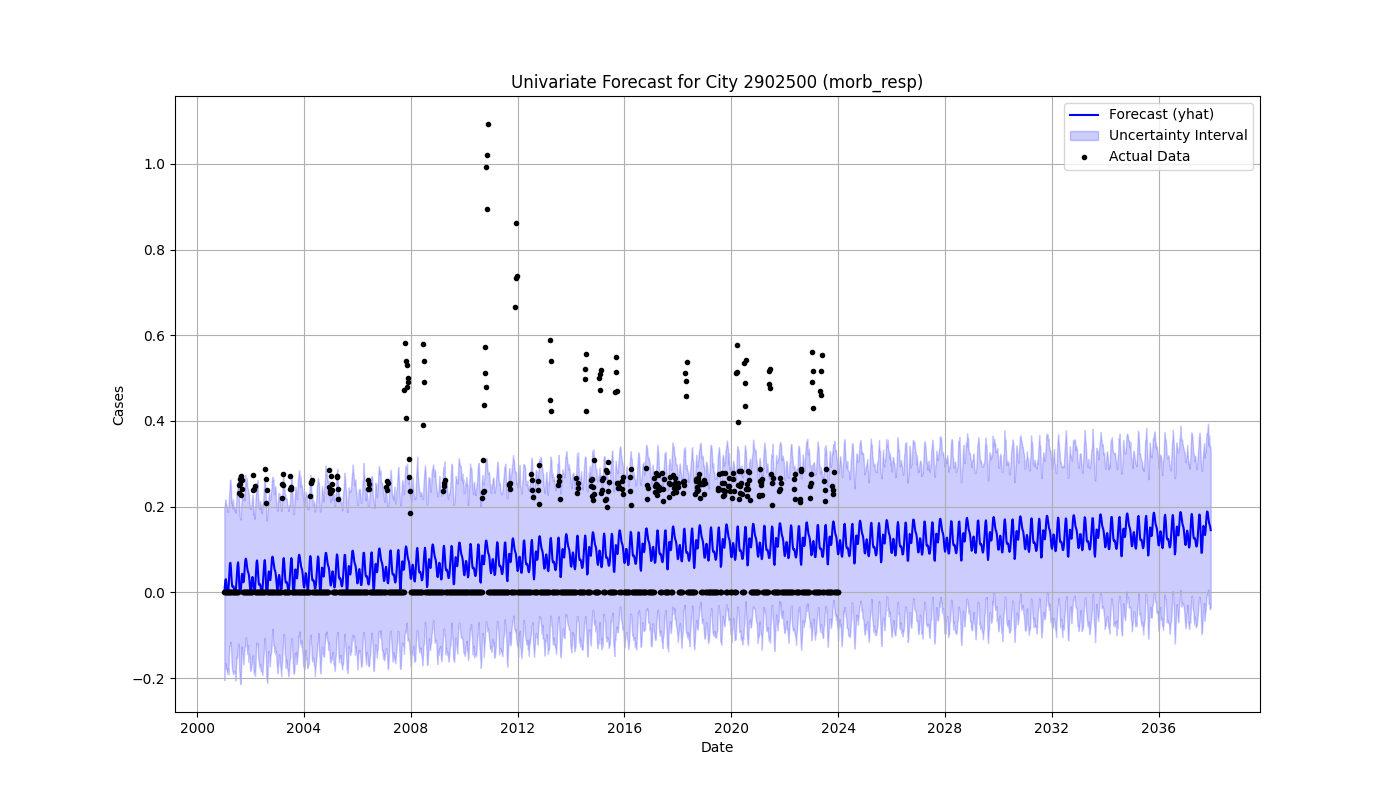 Univariate Forecast for City 2902500 (morb_resp)
Forecast (yhat)
Uncertainty Interval
Actual Data
Cases
1.0
0.8
0.6
0.4
0.2
0.0
−0.2
2000 2004 2008 2012 2016 2020 2024 2028 2032 2036
Date